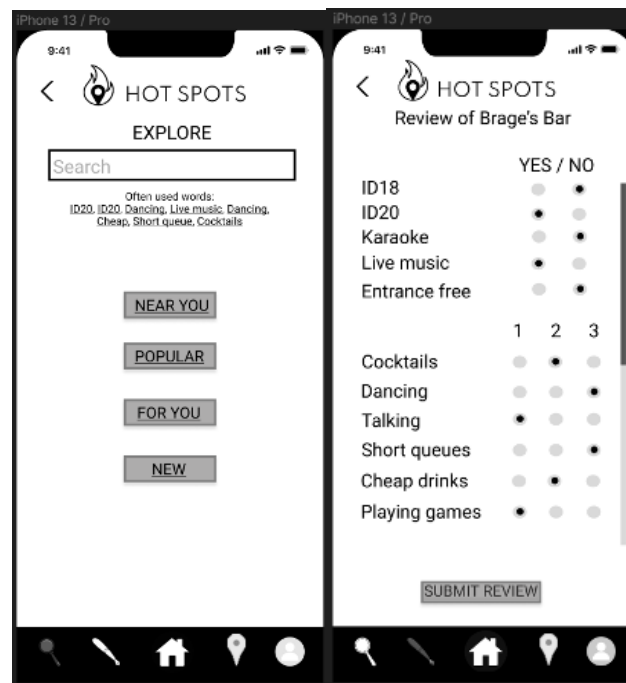 iPhone 13 / Pro
9:41
HOT SPOTS
EXPLORE
Search
Often used words:
ID20, ID20, Dancing, Live music, Dancing,
Cheap, Short queue, Cocktails
NEAR YOU
POPULAR
FOR YOU
NEW
iPhone 13 / Pro
9:41
HOT SPOTS
Review of Brage's Bar
YES / NO
ID18
ID20
Karaoke
Live music
Entrance free
1 2 3
Cocktails
Dancing
Talking
Short queues
Cheap drinks
Playing games
SUBMIT REVIEW